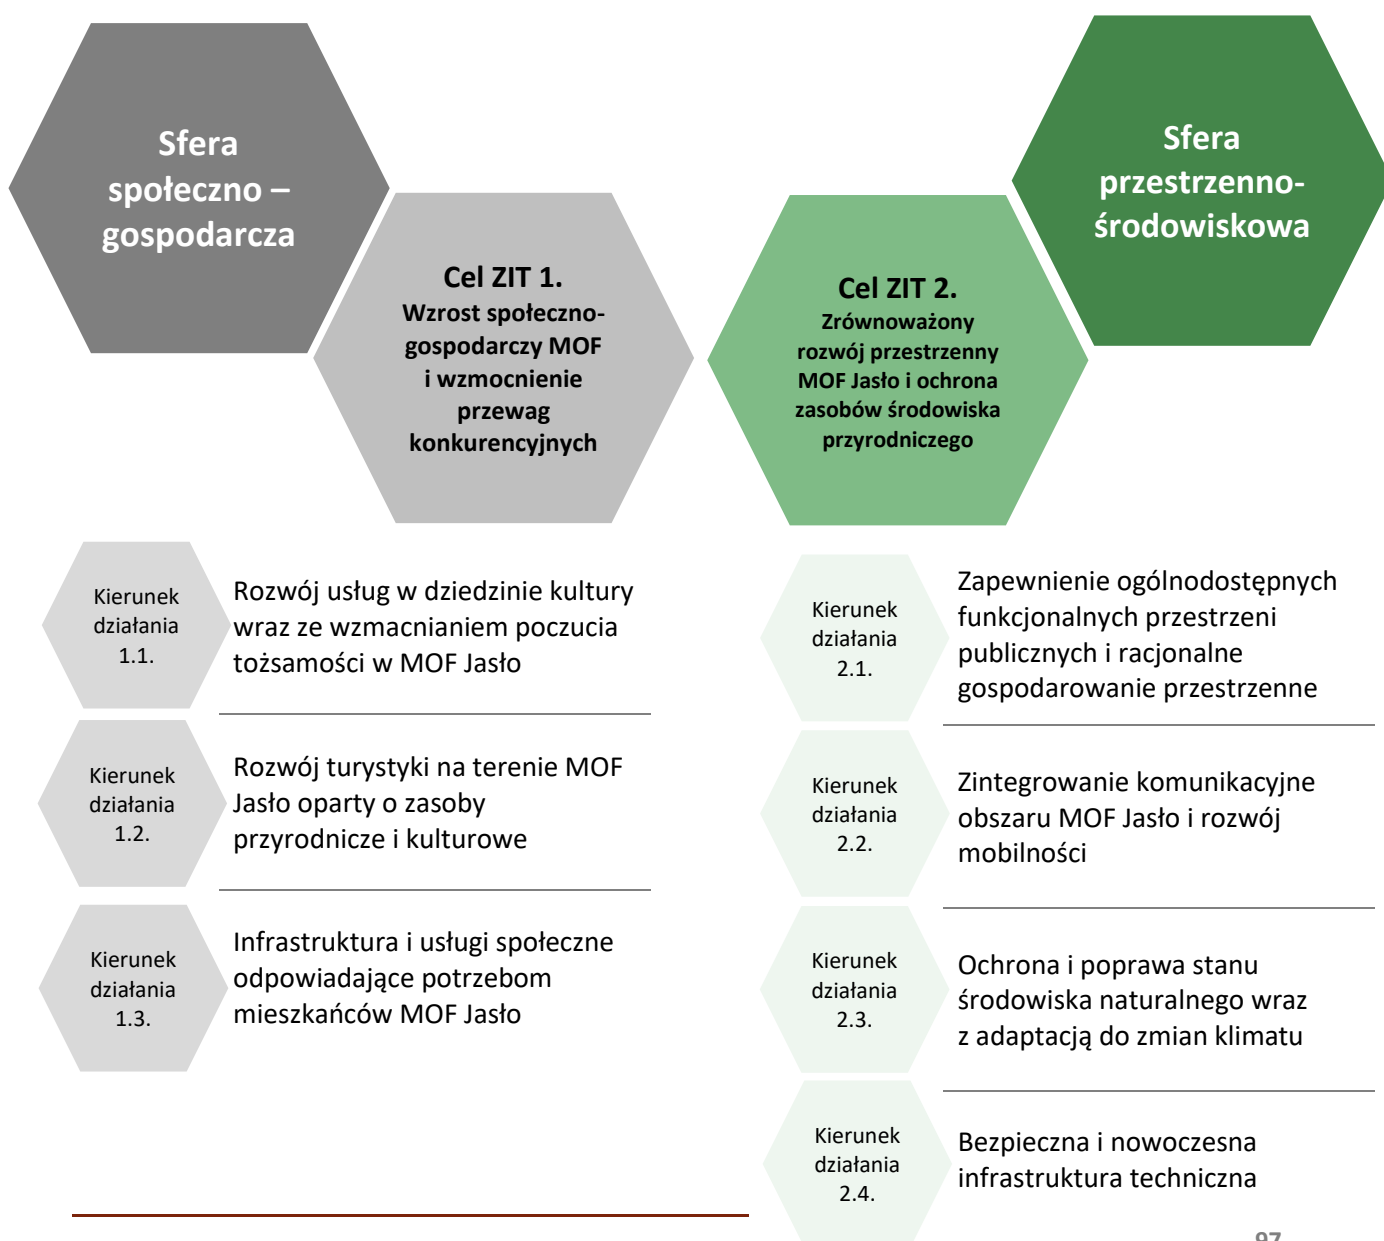 Sfera
społeczno –
gospodarcza
Cel ZIT 1.
Wzrost społeczno-
gospodarczy MOF
i wzmocnienie
przewag
konkurencyjnych
Sfera
przestrzenno-
środowiskowa
Cel ZIT 2.
Zrównoważony
rozwój przestrzenny
MOF Jasło i ochrona
zasobów środowiska
przyrodniczego
Kierunek
działania
1.1.
Rozwój usług w dziedzinie kultury
wraz ze wzmacnianiem poczucia
tożsamości w MOF Jasło
Kierunek
działania
1.2.
Rozwój turystyki na terenie MOF
Jasło oparty o zasoby
przyrodnicze i kulturowe
Kierunek
działania
1.3.
Infrastruktura i usługi społeczne
odpowiadające potrzebom
mieszkańców MOF Jasło
Kierunek
działania
2.1.
Zapewnienie ogólnodostępnych
funkcjonalnych przestrzeni
publicznych i racjonalne
gospodarowanie przestrzenne
Kierunek
działania
2.2.
Zintegrowanie komunikacyjne
obszaru MOF Jasło i rozwój
mobilności
Kierunek
działania
2.3.
Ochrona i poprawa stanu
środowiska naturalnego wraz
z adaptacją do zmian klimatu
Kierunek
działania
2.4.
Bezpieczna i nowoczesna
infrastruktura techniczna
97